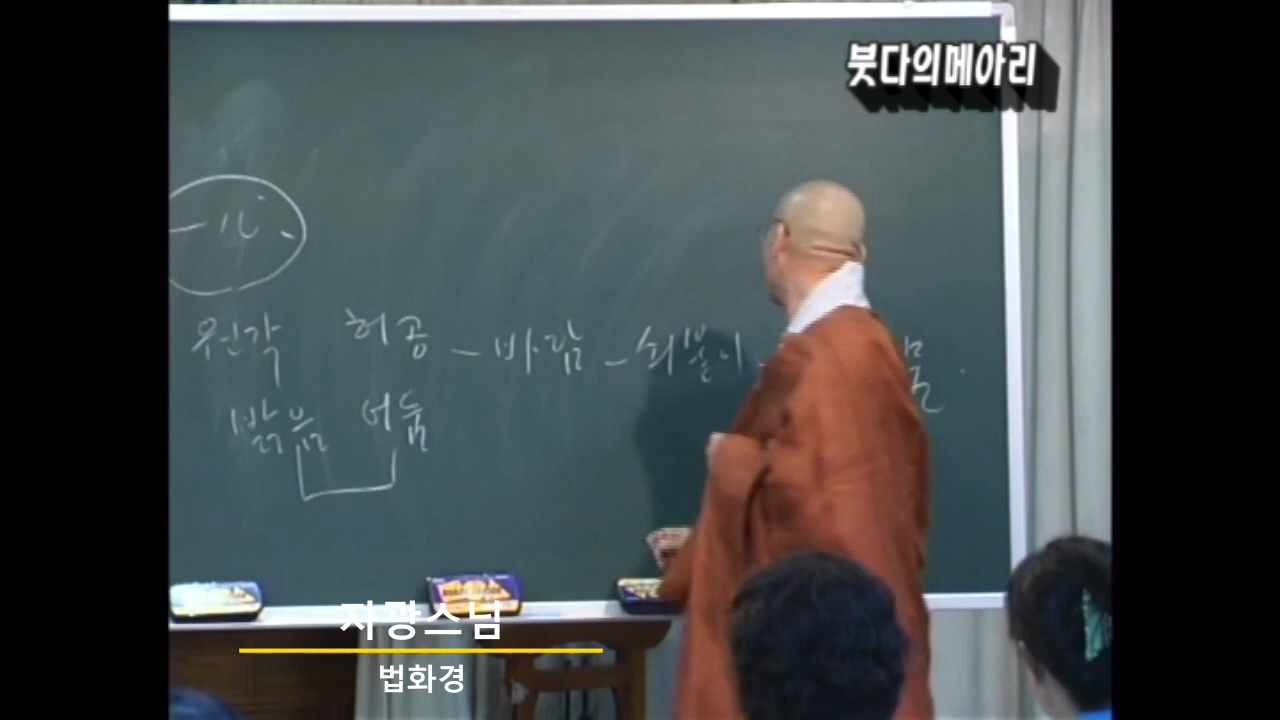 붓다의메아리
一心
원각 허공 - 바람 - 쇠붙이
밝음 어둠
지광스님
법화경